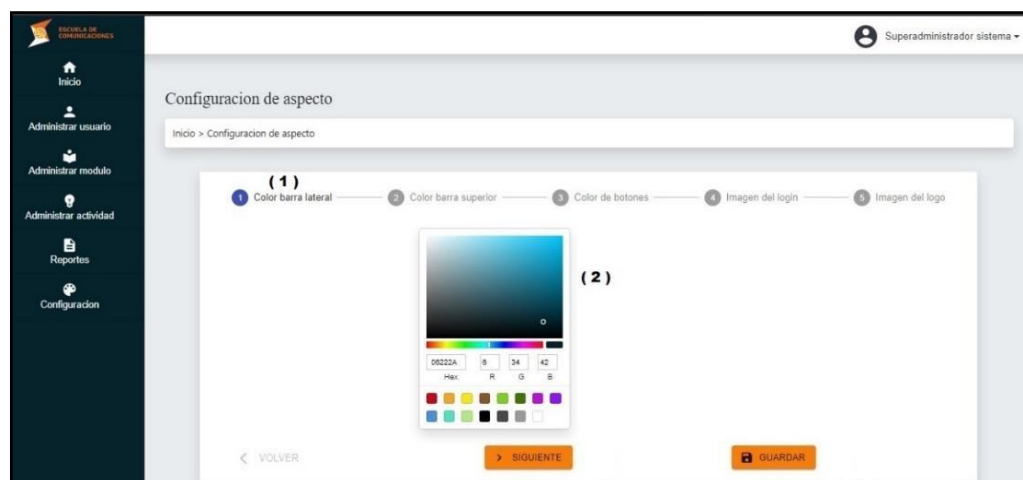 ESCUELA DE
COMUNICACIONES
Superadministrador sistema
Inicio
Administrar usuario
Administrar modulo
Administrar actividad
Reportes
Configuracion
Configuracion de aspecto
Inicio > Configuracion de aspecto
( 1 )
1 Color barra lateral 2 Color barra superior 3 Color de botones 4 Imagen del login 5 Imagen del logo
( 2 )
06222A 6 34 42
Hex R G B
VOLVER SIGUIENTE GUARDAR